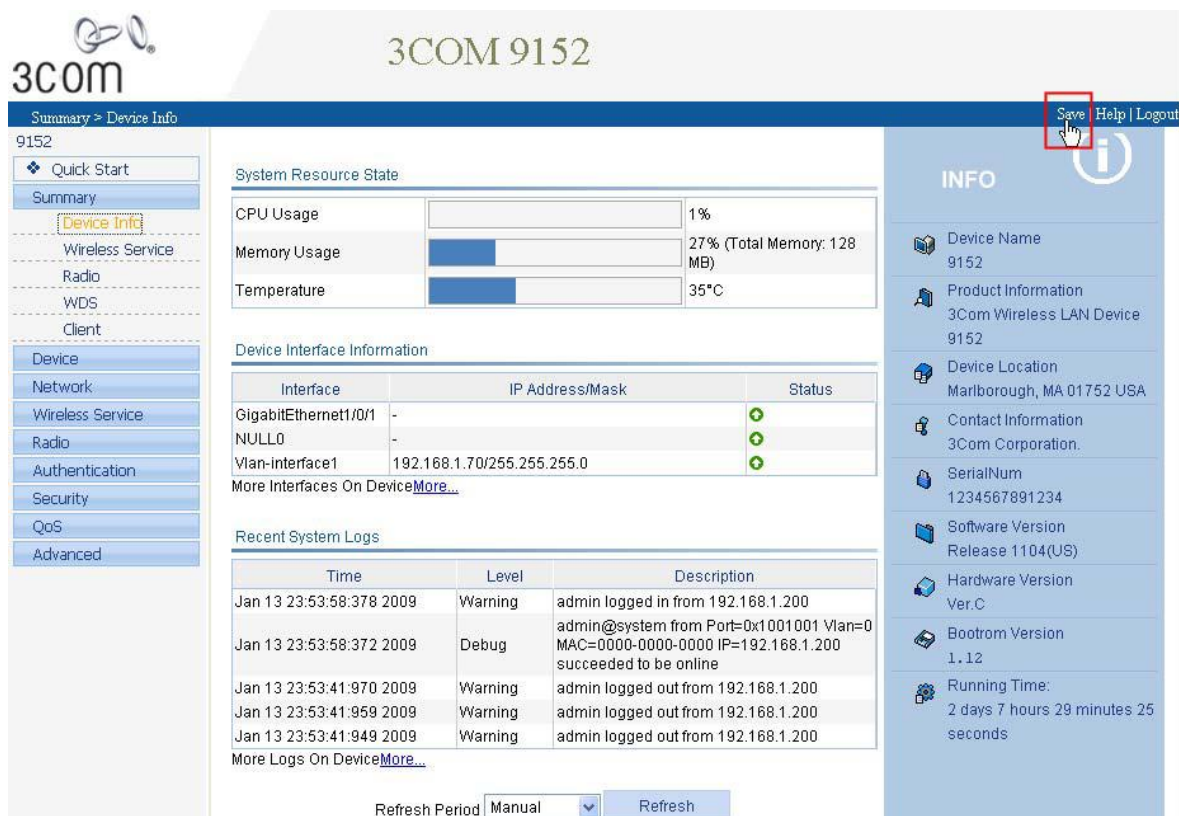 3COM
3COM 9152
Summary > Device Info
Save | Help | Logout
9152
Quick Start
Summary
Device Info
Wireless Service
Radio
WDS
Client
Device
Network
Wireless Service
Radio
Authentication
Security
QoS
Advanced
System Resource State
CPU Usage 1%
Memory Usage 27% (Total Memory: 128
MB)
Temperature 35°C
Device Interface Information
Interface IP Address/Mask Status
GigabitEthernet1/0/1 -
NULL0 -
Vlan-interface1 192.168.1.70/255.255.255.0
More Interfaces On DeviceMore...
Recent System Logs
Time Level Description
Jan 13 23:53:58:378 2009 Warning admin logged in from 192.168.1.200
Jan 13 23:53:58:372 2009 Debug admin@system from Port=0x1001001 Vlan=0
MAC=0000-0000-0000 IP=192.168.1.200
succeeded to be online
Jan 13 23:53:41:970 2009 Warning admin logged out from 192.168.1.200
Jan 13 23:53:41:959 2009 Warning admin logged out from 192.168.1.200
Jan 13 23:53:41:949 2009 Warning admin logged out from 192.168.1.200
More Logs On DeviceMore...
Refresh Period Manual Refresh
INFO
Device Name
9152
Product Information
3Com Wireless LAN Device
9152
Device Location
Marlborough, MA 01752 USA
Contact Information
3Com Corporation.
SerialNum
1234567891234
Software Version
Release 1104(US)
Hardware Version
Ver.C
Bootrom Version
1.12
Running Time:
2 days 7 hours 29 minutes 25
seconds